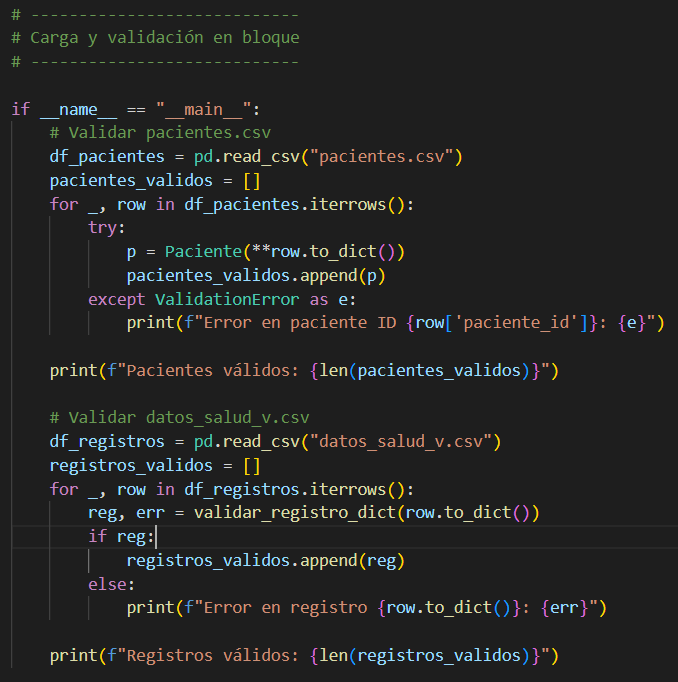 # ----------------------------
# Carga y validación en bloque
# ----------------------------
if __name__ == "__main__":
# Validar pacientes.csv
df_pacientes = pd.read_csv("pacientes.csv")
pacientes_validos = []
for _, row in df_pacientes.iterrows():
try:
p = Paciente(**row.to_dict())
pacientes_validos.append(p)
except ValidationError as e:
print(f"Error en paciente ID {row['paciente_id']}: {e}")
print(f"Pacientes válidos: {len(pacientes_validos)}")
# Validar datos_salud_v.csv
df_registros = pd.read_csv("datos_salud_v.csv")
registros_validos = []
for _, row in df_registros.iterrows():
reg, err = validar_registro_dict(row.to_dict())
if reg:
registros_validos.append(reg)
else:
print(f"Error en registro {row.to_dict()}: {err}")
print(f"Registros válidos: {len(registros_validos)}")